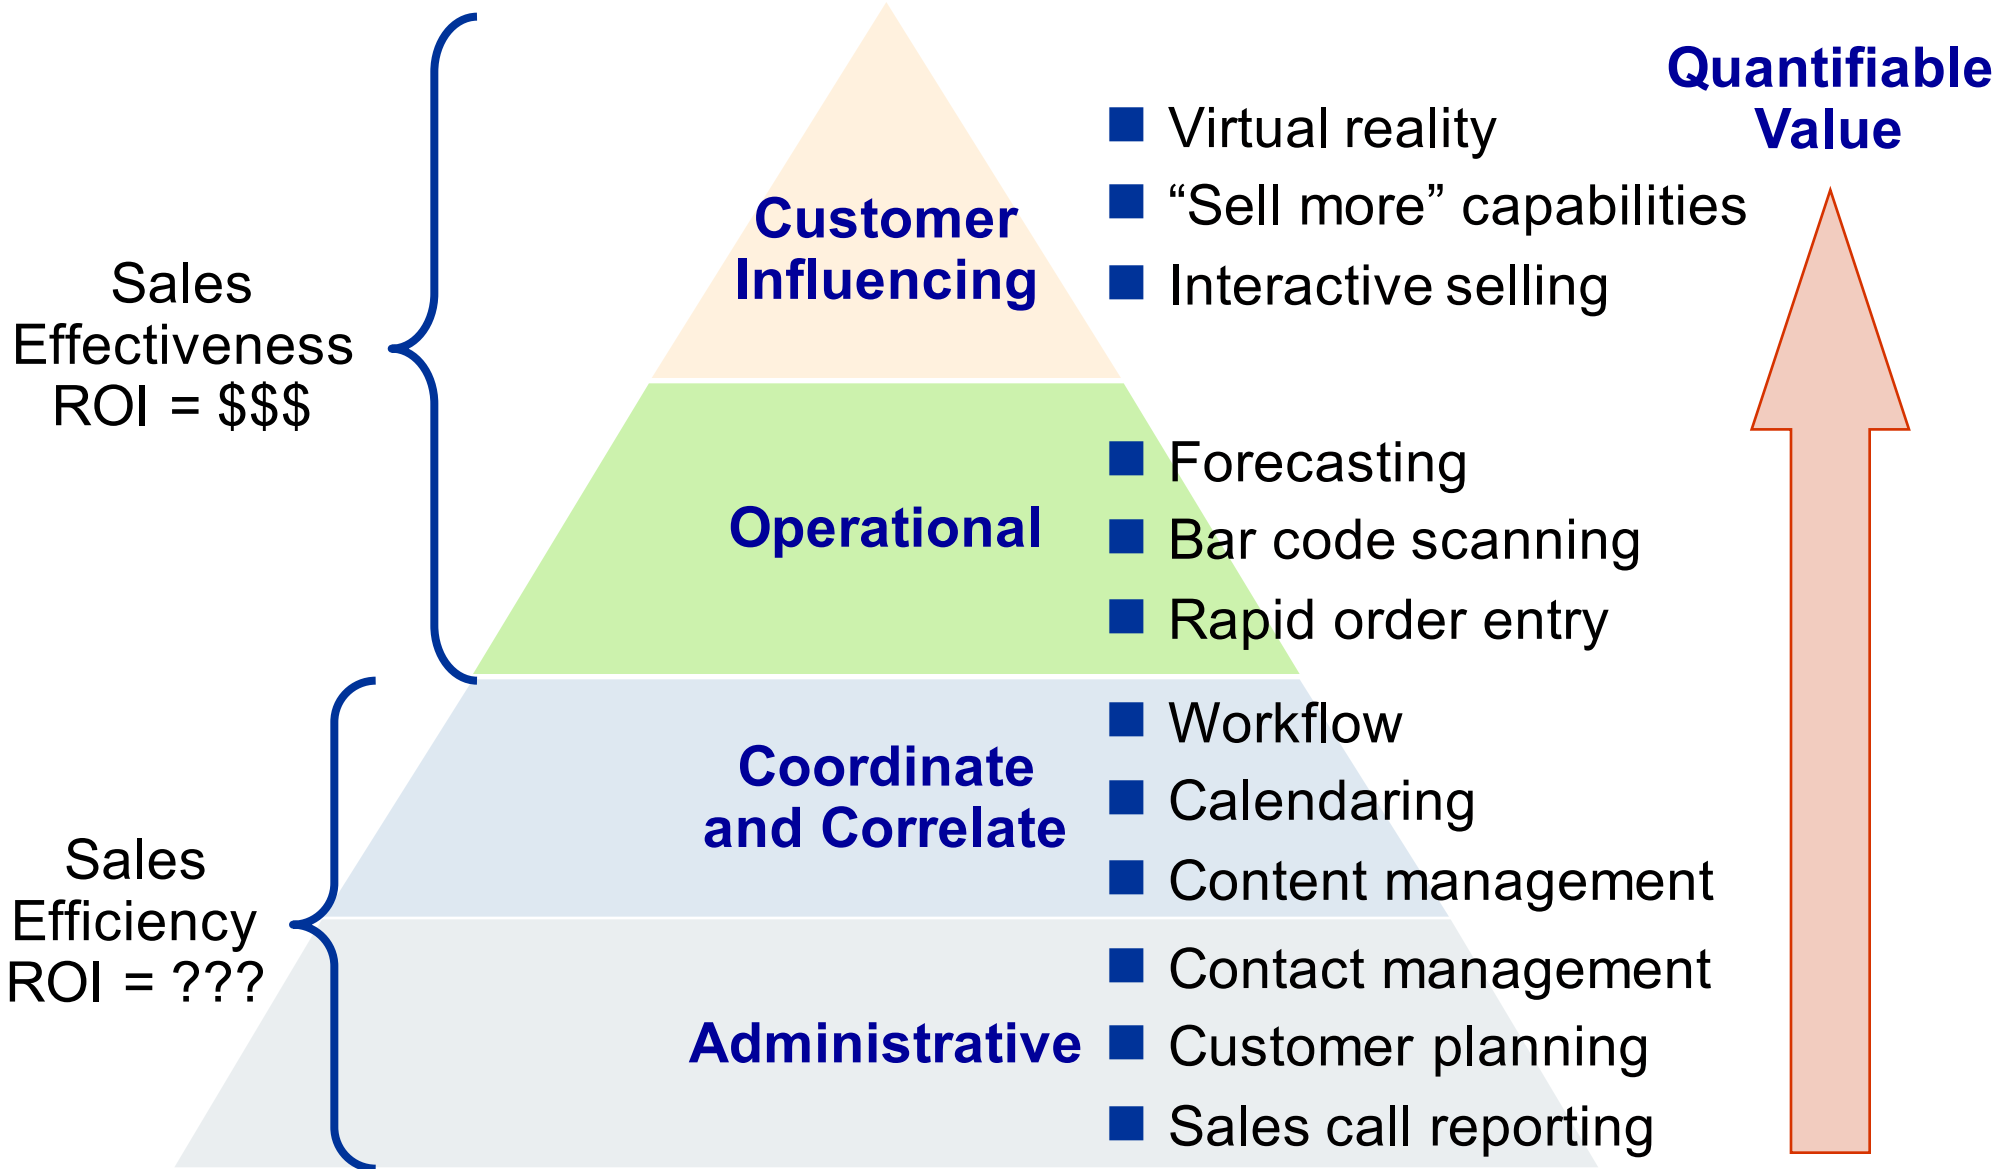 Quantifiable
Value
Sales
Effectiveness
ROI = $$$
Customer
Influencing
Virtual reality
“Sell more” capabilities
Interactive selling
Operational
Forecasting
Bar code scanning
Rapid order entry
Sales
Efficiency
ROI = ???
Coordinate
and Correlate
Workflow
Calendaring
Content management
Administrative
Contact management
Customer planning
Sales call reporting